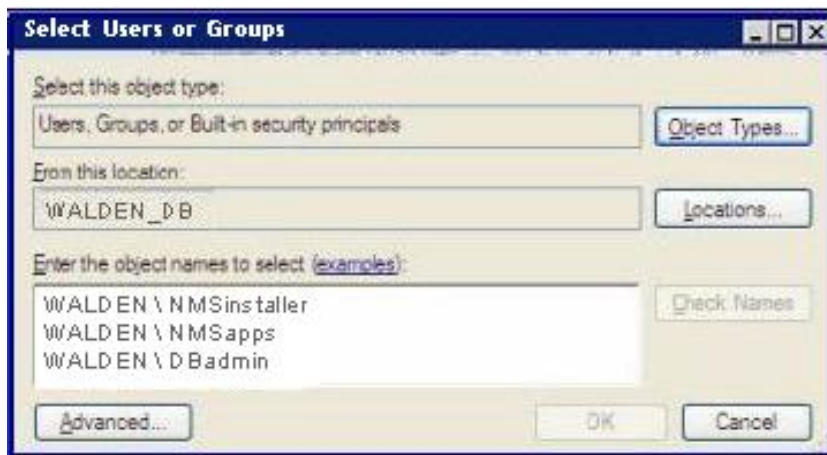 Select Users or Groups
Select this object type:
Users, Groups, or Built-in security principals
Object Types...
From this location:
WALDEN_DB
Locations...
Enter the object names to select (examples):
WALDEN\NMSinstaller
WALDEN\NMSapps
WALDEN\DBadmin
Check Names
Advanced...
OK
Cancel